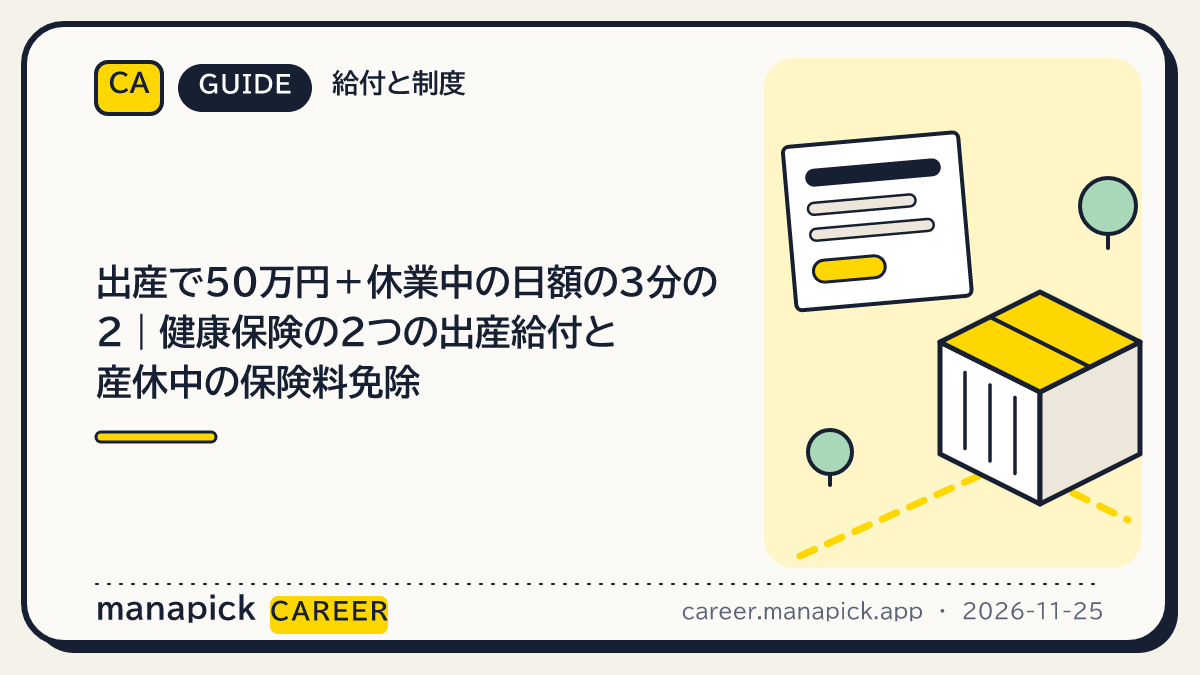 CA
GUIDE
給付と制度
出産で50万円＋休業中の日額の3分の
2｜健康保険の2つの出産給付と
産休中の保険料免除
manapick CAREER
career.manapick.app ・ 2026-11-25